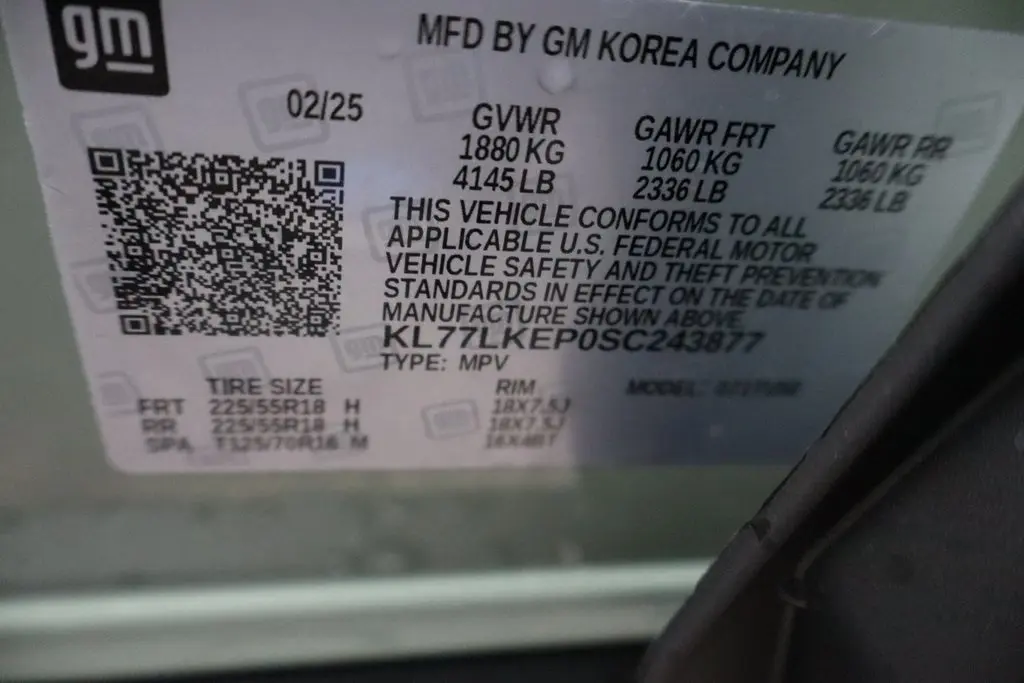 gm
MFD BY GM KOREA COMPANY
02/25
GVWR
1880 KG
4145 LB
GAWR FRT
1060 KG
2336 LB
GAWR RR
1060 KG
2336 LB
THIS VEHICLE CONFORMS TO ALL
APPLICABLE U.S. FEDERAL MOTOR
VEHICLE SAFETY AND THEFT PREVENTION
STANDARDS IN EFFECT ON THE DATE OF
MANUFACTURE SHOWN ABOVE
KL77LKEP0SC243877
TYPE: MPV
TIRE SIZE RIM MODEL:
FRT 225/55R18 H 18X7.5J
RR 225/55R18 H 18X7.5J
SPA T125/70R16 M 16X4BT